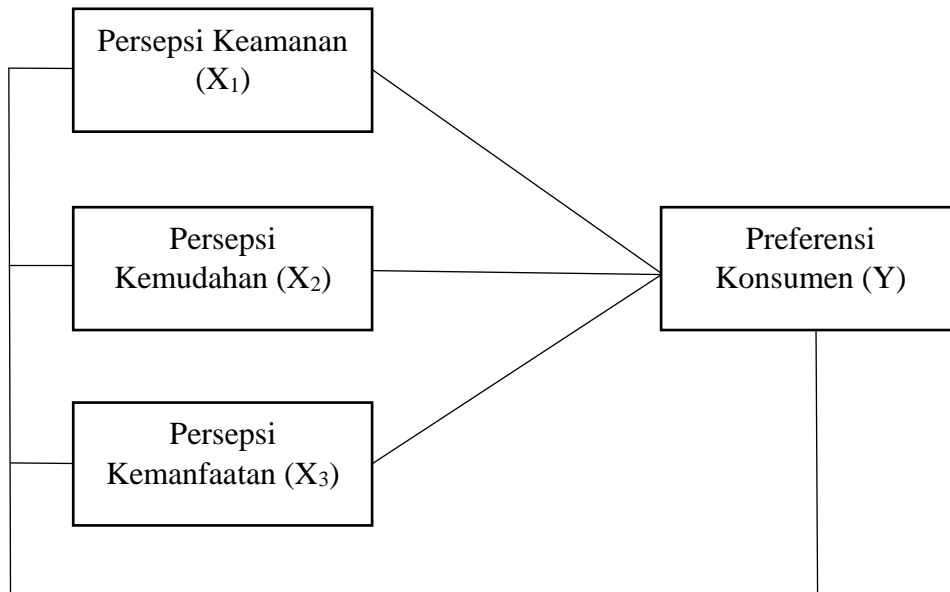 Persepsi Keamanan
(X₁)
Persepsi
Kemudahan (X₂)
Preferensi
Konsumen (Y)
Persepsi
Kemanfaatan (X₃)